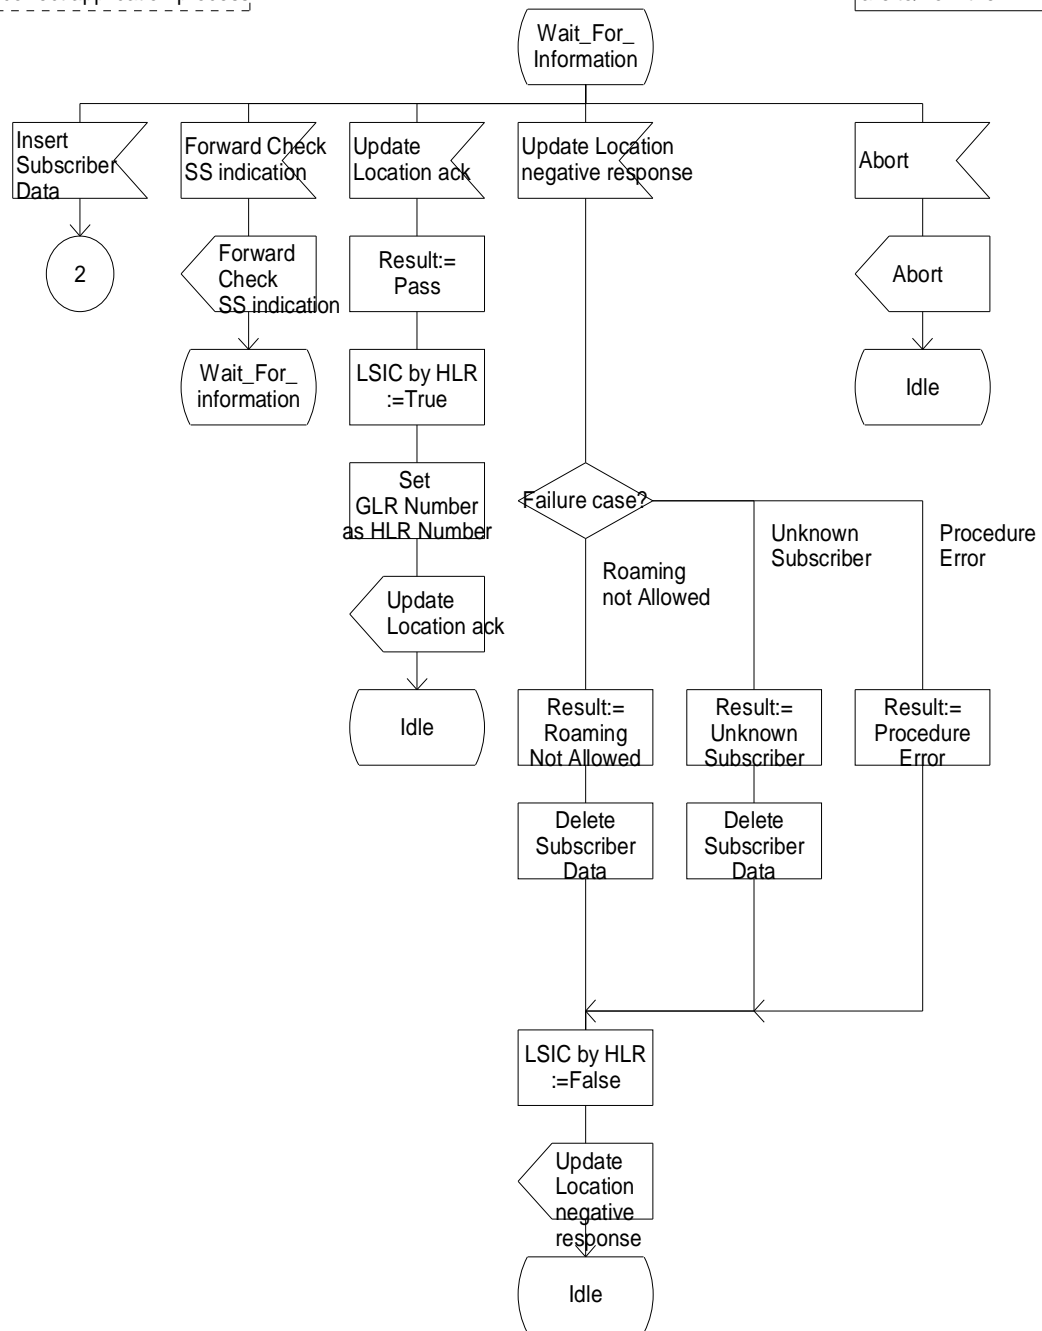 Wait_For_
Information
Insert
Subscriber
Data
Forward Check
SS indication
Update
Location ack
Update Location
negative response
Abort
2
Forward
Check
SS indication
Result:=
Pass
Abort
Wait_For_
information
LSIC by HLR
:=True
Idle
Set
GLR Number
as HLR Number
Failure case?
Unknown
Subscriber
Procedure
Error
Roaming
not Allowed
Update
Location ack
Idle
Result:=
Roaming
Not Allowed
Result:=
Unknown
Subscriber
Result:=
Procedure
Error
Delete
Subscriber
Data
Delete
Subscriber
Data
LSIC by HLR
:=False
Update
Location
negative
response
Idle